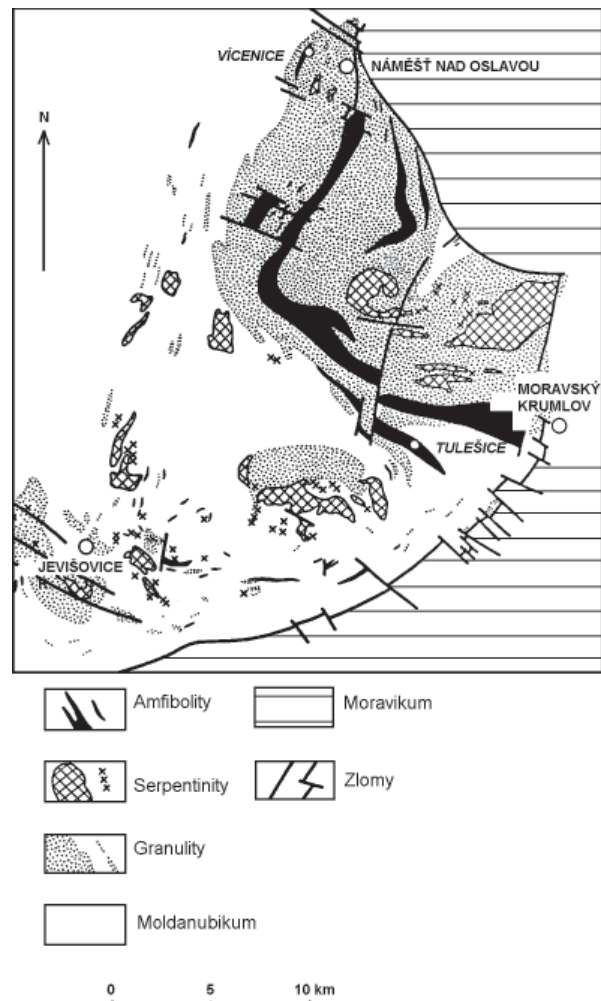 VÍCENICE
NÁMĚŠŤ NAD OSLAVOU
N
MORAVSKÝ
KRUMLOV
TULEŠICE
JEVIŠOVICE
Amfibolity
Moravikum
Serpentinity
Zlomy
Granulity
Moldanubikum
0 5 10 km